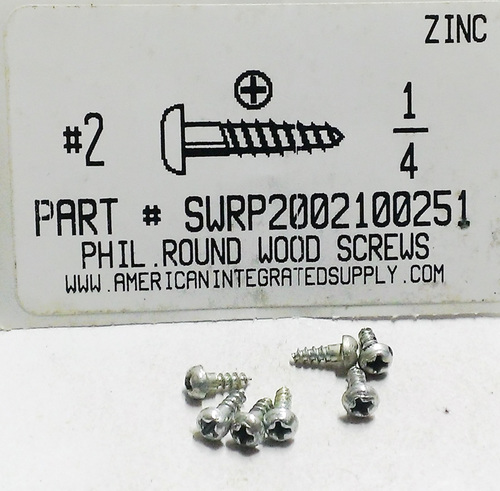 ZINC
#2
1
4
PART # SWRP2002100251
PHIL.ROUND WOOD SCREWS
WWW.AMERICANINTEGRATEDSUPPLY.COM